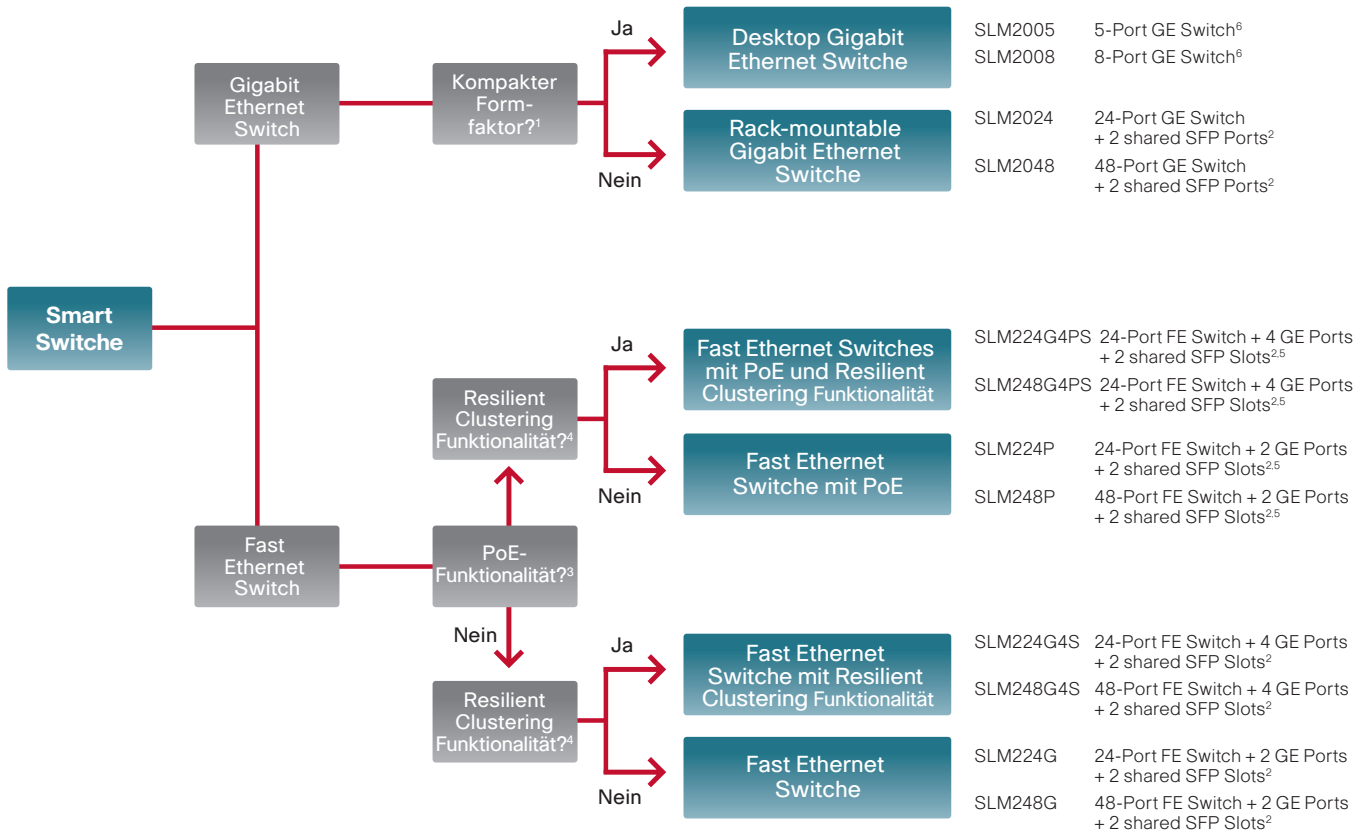 Smart
Switche
Gigabit
Ethernet
Switch
Kompakter
Form-
faktor?¹
Ja
Nein
Desktop Gigabit
Ethernet Switche
SLM2005 5-Port GE Switch⁶
SLM2008 8-Port GE Switch⁶
Rack-mountable
Gigabit Ethernet
Switche
SLM2024 24-Port GE Switch
+ 2 shared SFP Ports²
SLM2048 48-Port GE Switch
+ 2 shared SFP Ports²
Fast
Ethernet
Switch
PoE-
Funktionalität?³
Resilient
Clustering
Funktionalität?⁴
Ja
Nein
Fast Ethernet Switches
mit PoE und Resilient
Clustering Funktionalität
SLM224G4PS 24-Port FE Switch + 4 GE Ports
+ 2 shared SFP Slots²,⁵
SLM248G4PS 24-Port FE Switch + 4 GE Ports
+ 2 shared SFP Slots²,⁵
Fast Ethernet
Switche mit PoE
SLM224P 24-Port FE Switch + 2 GE Ports
+ 2 shared SFP Slots²,⁵
SLM248P 48-Port FE Switch + 2 GE Ports
+ 2 shared SFP Slots²,⁵
Nein
Resilient
Clustering
Funktionalität?⁴
Ja
Nein
Fast Ethernet
Switche mit Resilient
Clustering Funktionalität
SLM224G4S 24-Port FE Switch + 4 GE Ports
+ 2 shared SFP Slots²
SLM248G4S 48-Port FE Switch + 4 GE Ports
+ 2 shared SFP Slots²
Fast Ethernet
Switche
SLM224G 24-Port FE Switch + 2 GE Ports
+ 2 shared SFP Slots²
SLM248G 48-Port FE Switch + 2 GE Ports
+ 2 shared SFP Slots²